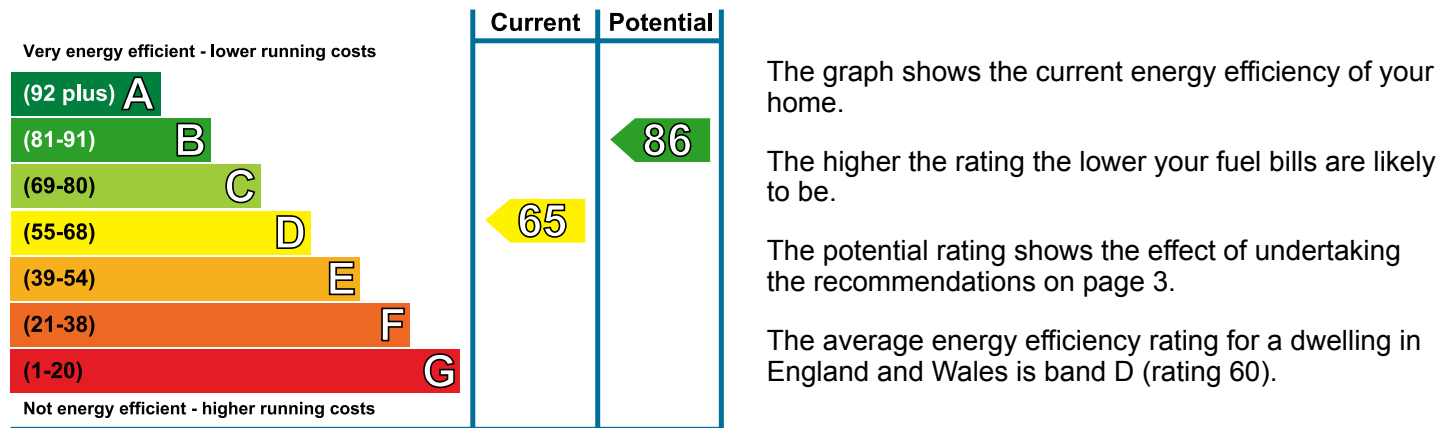 Current Potential
Very energy efficient - lower running costs
(92 plus) A
(81-91) B
86
(69-80) C
(55-68) D
65
(39-54) E
(21-38) F
(1-20) G
Not energy efficient - higher running costs
The graph shows the current energy efficiency of your
home.
The higher the rating the lower your fuel bills are likely
to be.
The potential rating shows the effect of undertaking
the recommendations on page 3.
The average energy efficiency rating for a dwelling in
England and Wales is band D (rating 60).